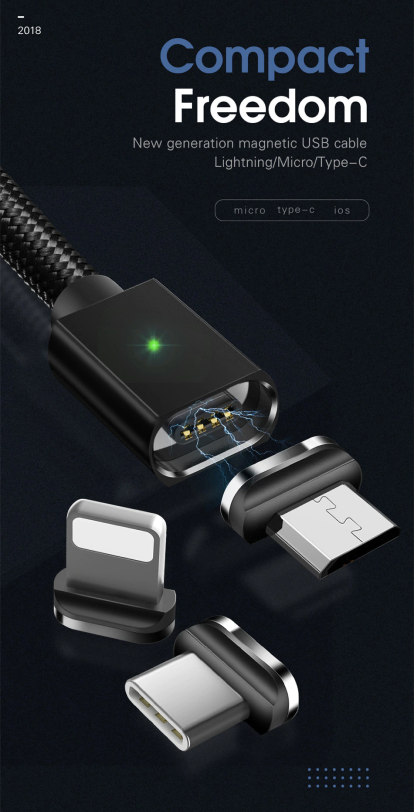 2018
Compact
Freedom
New generation magnetic USB cable
Lightning/Micro/Type-C
micro type-c ios